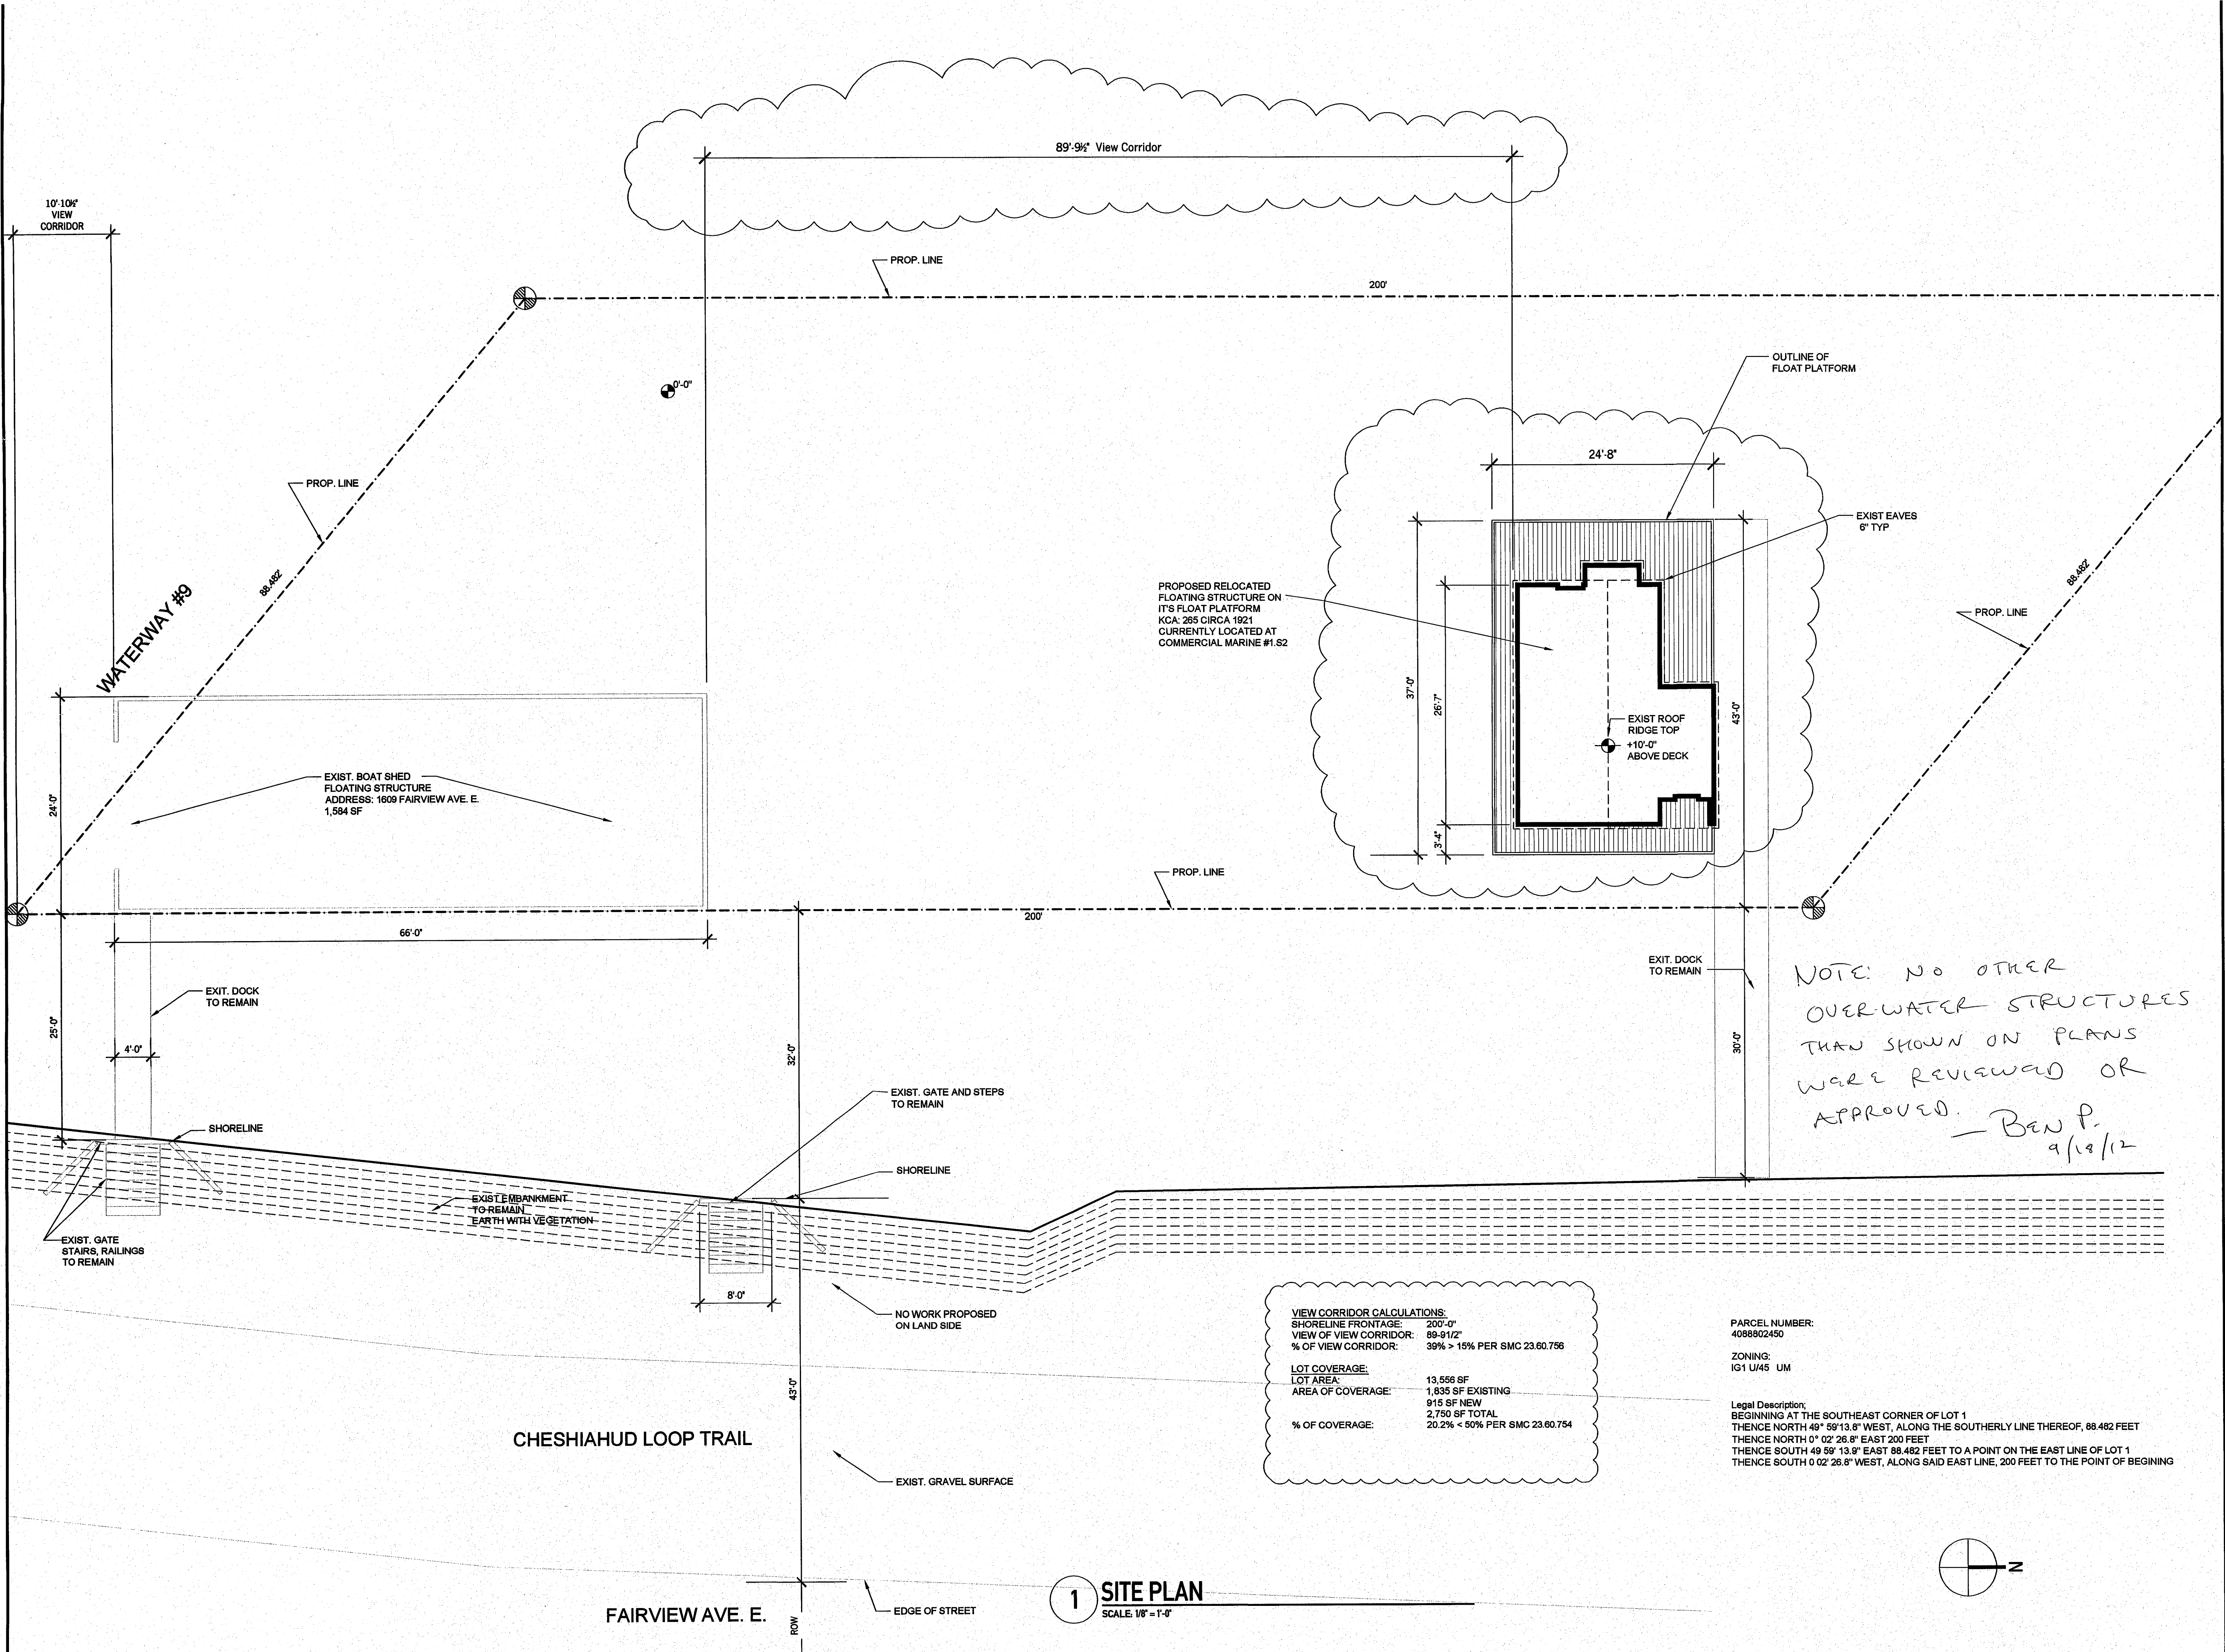 89'-9½" View Corridor
10'-10½"
VIEW
CORRIDOR
PROP. LINE
200'
OUTLINE OF
FLOAT PLATFORM
0'-0"
24'-8"
PROP. LINE
88.482'
WATERWAY #9
EXIST EAVES
6" TYP
PROPOSED RELOCATED
FLOATING STRUCTURE ON
IT'S FLOAT PLATFORM
KCA: 265 CIRCA 1921
CURRENTLY LOCATED AT
COMMERCIAL MARINE #1.S2
88.482'
PROP. LINE
37'-0"
26'-7"
3'-4"
43'-0"
EXIST ROOF
RIDGE TOP
+10'-0"
ABOVE DECK
24'-0"
EXIST. BOAT SHED
FLOATING STRUCTURE
ADDRESS: 1609 FAIRVIEW AVE. E.
1,584 SF
PROP. LINE
200'
66'-0"
EXIT. DOCK
TO REMAIN
EXIT. DOCK
TO REMAIN
25'-0"
4'-0"
32'-0"
30'-0"
NOTE: NO OTHER
OVER-WATER STRUCTURES
THAN SHOWN ON PLANS
WERE REVIEWED OR
APPROVED.
— BEN P.
9/18/12
EXIST. GATE AND STEPS
TO REMAIN
SHORELINE
SHORELINE
EXIST EMBANKMENT
TO REMAIN
EARTH WITH VEGETATION
EXIST. GATE
STAIRS, RAILINGS
TO REMAIN
8'-0"
NO WORK PROPOSED
ON LAND SIDE
43'-0"
VIEW CORRIDOR CALCULATIONS:
SHORELINE FRONTAGE: 200'-0"
VIEW OF VIEW CORRIDOR: 89-91/2"
% OF VIEW CORRIDOR: 39% > 15% PER SMC 23.60.756
LOT COVERAGE:
LOT AREA: 13,556 SF
AREA OF COVERAGE: 1,835 SF EXISTING
915 SF NEW
2,750 SF TOTAL
% OF COVERAGE: 20.2% < 50% PER SMC 23.60.754
PARCEL NUMBER:
4088802450
ZONING:
IG1 U/45 UM
Legal Description;
BEGINNING AT THE SOUTHEAST CORNER OF LOT 1
THENCE NORTH 49° 59'13.8" WEST, ALONG THE SOUTHERLY LINE THEREOF, 88.482 FEET
THENCE NORTH 0° 02' 26.8" EAST 200 FEET
THENCE SOUTH 49 59' 13.9" EAST 88.482 FEET TO A POINT ON THE EAST LINE OF LOT 1
THENCE SOUTH 0 02' 26.8" WEST, ALONG SAID EAST LINE, 200 FEET TO THE POINT OF BEGINING
CHESHIAHUD LOOP TRAIL
EXIST. GRAVEL SURFACE
N
1 SITE PLAN
SCALE: 1/8" = 1'-0"
FAIRVIEW AVE. E.
EDGE OF STREET
ROW